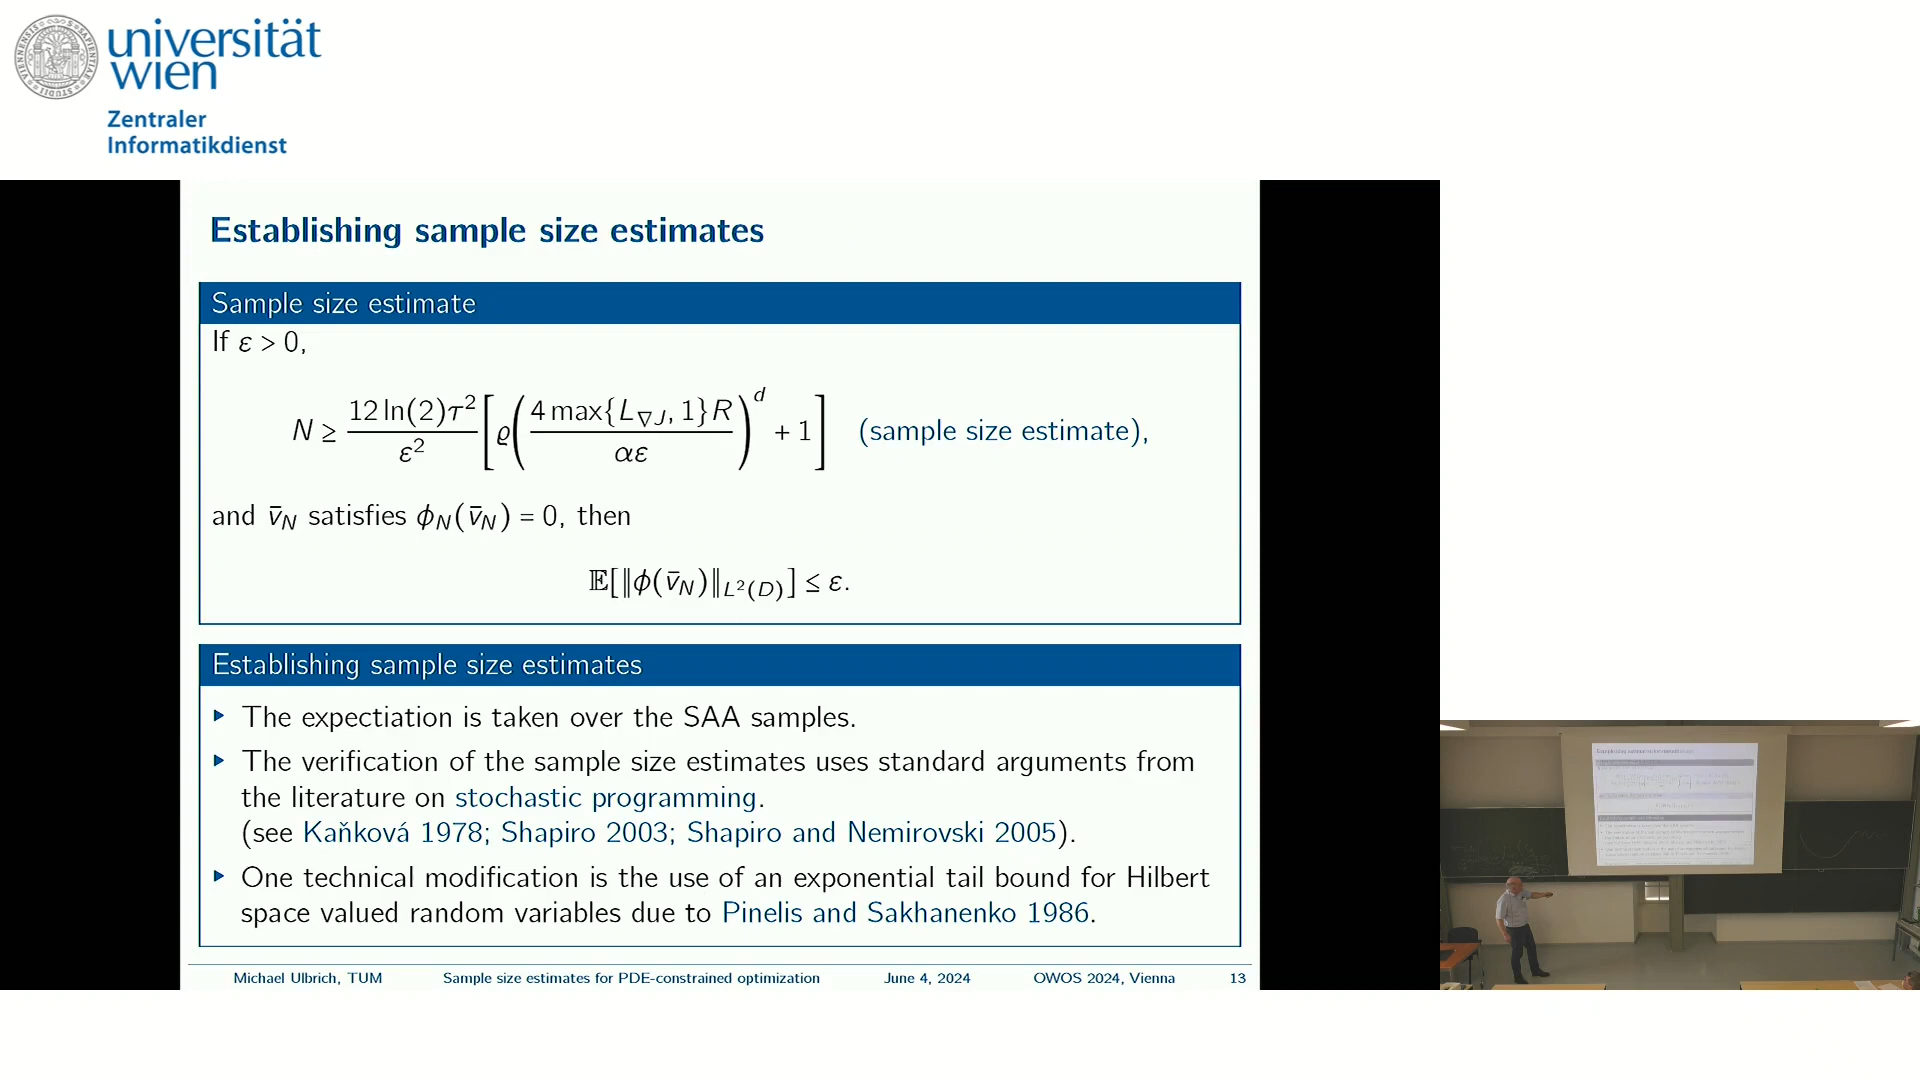 universität
wien
Zentraler
Informatikdienst
Establishing sample size estimates
Sample size estimate
If ε > 0,
N ≥ 12 ln(2)τ² / ε² [ϱ(4 max{L∇J, 1}R / αε)^d + 1] (sample size estimate),
and v̄_N satisfies ϕ_N(v̄_N) = 0, then
𝔼[‖ϕ(v̄_N)‖_L²(D)] ≤ ε.
Establishing sample size estimates
▸ The expectiation is taken over the SAA samples.
▸ The verification of the sample size estimates uses standard arguments from
the literature on stochastic programming.
(see Kaňková 1978; Shapiro 2003; Shapiro and Nemirovski 2005).
▸ One technical modification is the use of an exponential tail bound for Hilbert
space valued random variables due to Pinelis and Sakhanenko 1986.
Michael Ulbrich, TUM Sample size estimates for PDE-constrained optimization June 4, 2024 OWOS 2024, Vienna 13